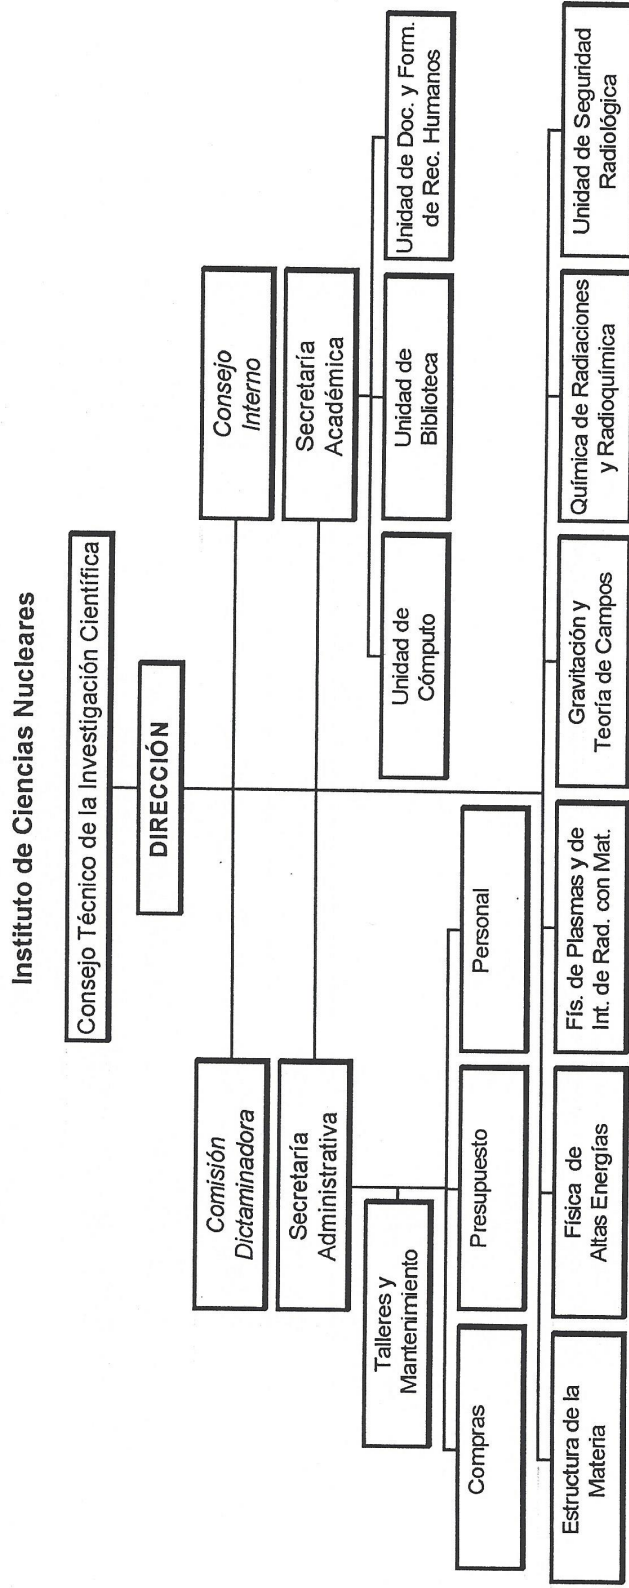 Instituto de Ciencias Nucleares
Consejo Técnico de la Investigación Científica
DIRECCIÓN
Comisión
Dictaminadora
Consejo
Interno
Secretaría
Administrativa
Secretaría
Académica
Talleres y
Mantenimiento
Compras
Presupuesto
Personal
Unidad de
Cómputo
Unidad de
Biblioteca
Unidad de Doc. y Form.
de Rec. Humanos
Estructura de la
Materia
Física de
Altas Energías
Fís. de Plasmas y de
Int. de Rad. con Mat.
Gravitación y
Teoría de Campos
Química de Radiaciones
y Radioquímica
Unidad de Seguridad
Radiológica